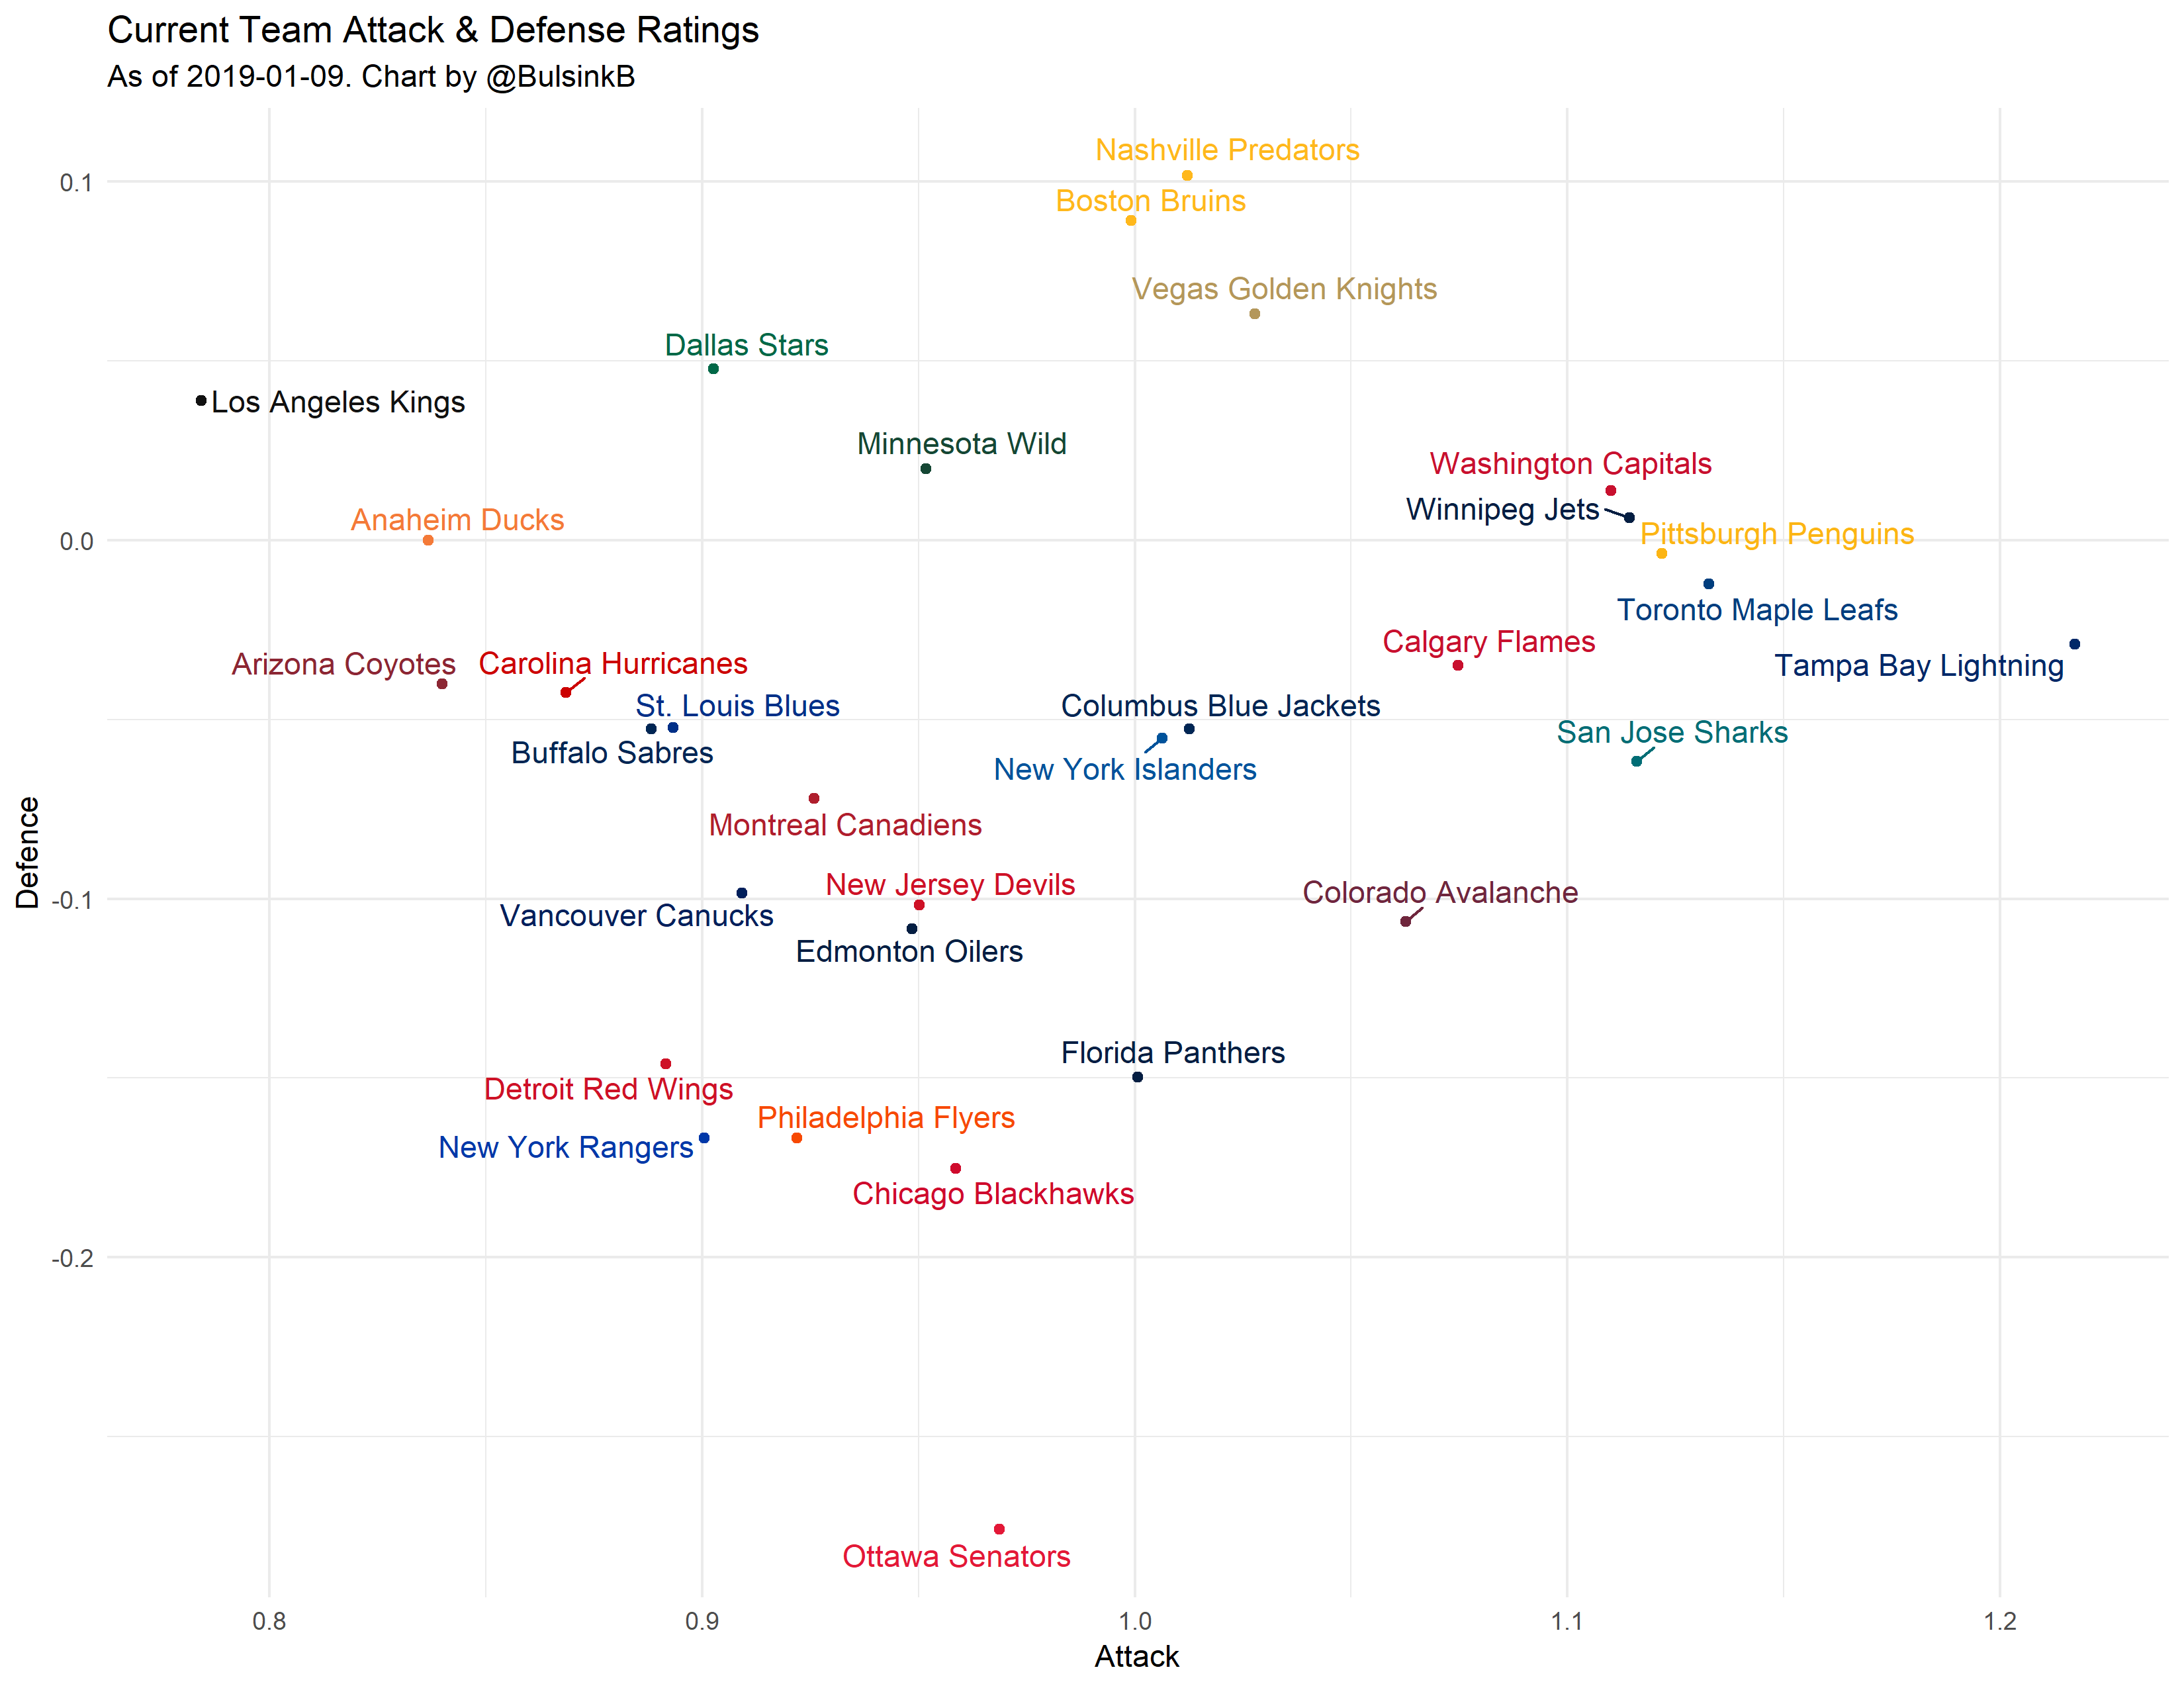 Current Team Attack & Defense Ratings
As of 2019-01-09. Chart by @BulsinkB
Nashville Predators
0.1
Boston Bruins
Vegas Golden Knights
Dallas Stars
Los Angeles Kings
Minnesota Wild
Washington Capitals
Winnipeg Jets
Anaheim Ducks
Pittsburgh Penguins
0.0
Toronto Maple Leafs
Calgary Flames
Arizona Coyotes
Carolina Hurricanes
Tampa Bay Lightning
St. Louis Blues
Columbus Blue Jackets
San Jose Sharks
Buffalo Sabres
New York Islanders
Montreal Canadiens
Defence
New Jersey Devils
Colorado Avalanche
-0.1
Vancouver Canucks
Edmonton Oilers
Florida Panthers
Detroit Red Wings
Philadelphia Flyers
New York Rangers
Chicago Blackhawks
-0.2
Ottawa Senators
0.8
0.9
1.0
1.1
1.2
Attack